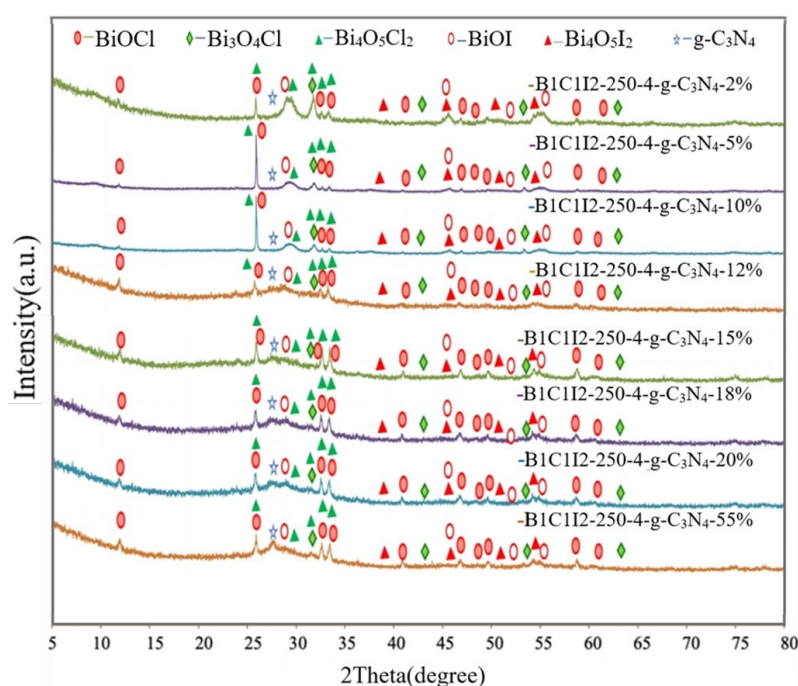 -BiOCl -Bi₃O₄Cl -Bi₄O₅Cl₂ -BiOI -Bi₄O₅I₂ -g-C₃N₄
-B1C1I2-250-4-g-C₃N₄-2%
-B1C1I2-250-4-g-C₃N₄-5%
-B1C1I2-250-4-g-C₃N₄-10%
-B1C1I2-250-4-g-C₃N₄-12%
-B1C1I2-250-4-g-C₃N₄-15%
-B1C1I2-250-4-g-C₃N₄-18%
-B1C1I2-250-4-g-C₃N₄-20%
-B1C1I2-250-4-g-C₃N₄-55%
Intensity(a.u.)
5 10 15 20 25 30 35 40 45 50 55 60 65 70 75 80
2Theta(degree)